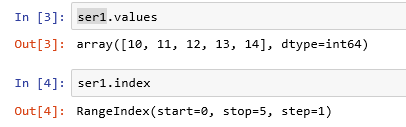 In [3]: ser1.values
Out[3]: array([10, 11, 12, 13, 14], dtype=int64)
In [4]: ser1.index
Out[4]: RangeIndex(start=0, stop=5, step=1)